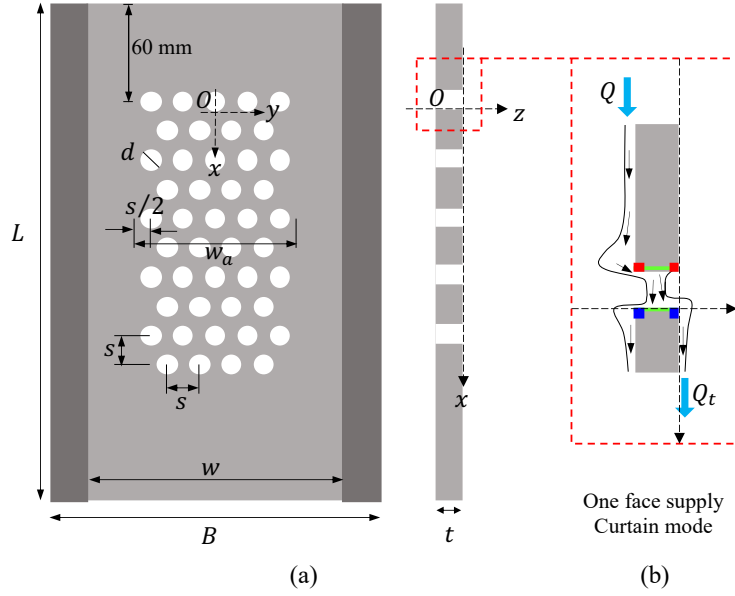 60 mm
O
y
d
x
s/2
w_a
L
s
s
w
B
(a)
O
z
x
t
Q
Q_t
One face supply
Curtain mode
(b)